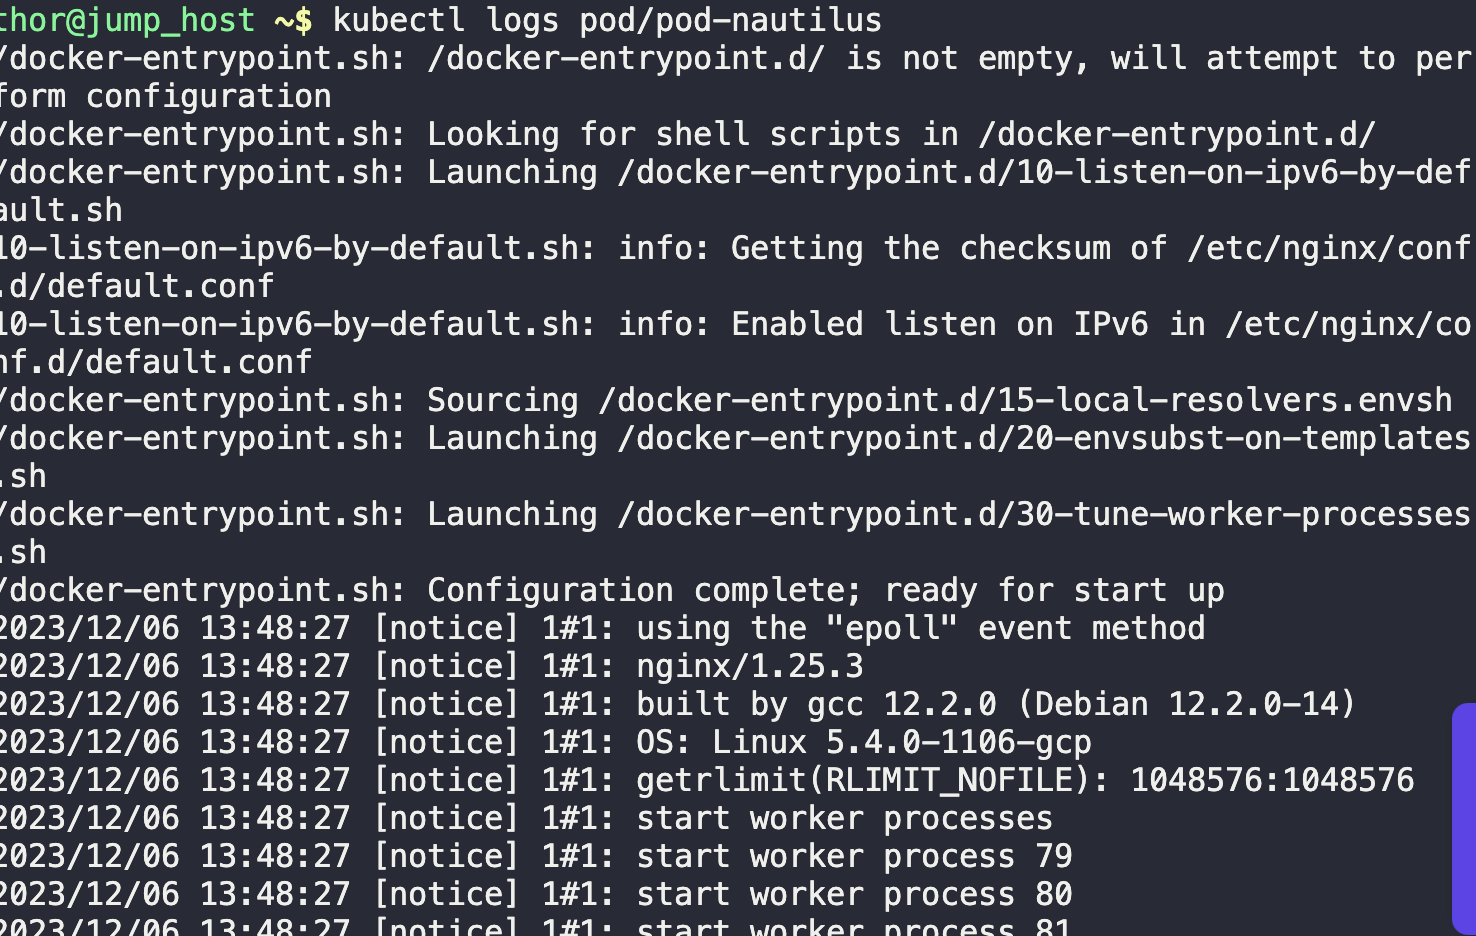 thor@jump_host ~$ kubectl logs pod/pod-nautilus
/docker-entrypoint.sh: /docker-entrypoint.d/ is not empty, will attempt to per
form configuration
/docker-entrypoint.sh: Looking for shell scripts in /docker-entrypoint.d/
/docker-entrypoint.sh: Launching /docker-entrypoint.d/10-listen-on-ipv6-by-def
ault.sh
10-listen-on-ipv6-by-default.sh: info: Getting the checksum of /etc/nginx/conf
.d/default.conf
10-listen-on-ipv6-by-default.sh: info: Enabled listen on IPv6 in /etc/nginx/co
nf.d/default.conf
/docker-entrypoint.sh: Sourcing /docker-entrypoint.d/15-local-resolvers.envsh
/docker-entrypoint.sh: Launching /docker-entrypoint.d/20-envsubst-on-templates
.sh
/docker-entrypoint.sh: Launching /docker-entrypoint.d/30-tune-worker-processes
.sh
/docker-entrypoint.sh: Configuration complete; ready for start up
2023/12/06 13:48:27 [notice] 1#1: using the "epoll" event method
2023/12/06 13:48:27 [notice] 1#1: nginx/1.25.3
2023/12/06 13:48:27 [notice] 1#1: built by gcc 12.2.0 (Debian 12.2.0-14)
2023/12/06 13:48:27 [notice] 1#1: OS: Linux 5.4.0-1106-gcp
2023/12/06 13:48:27 [notice] 1#1: getrlimit(RLIMIT_NOFILE): 1048576:1048576
2023/12/06 13:48:27 [notice] 1#1: start worker processes
2023/12/06 13:48:27 [notice] 1#1: start worker process 79
2023/12/06 13:48:27 [notice] 1#1: start worker process 80
2023/12/06 13:48:27 [notice] 1#1: start worker process 81